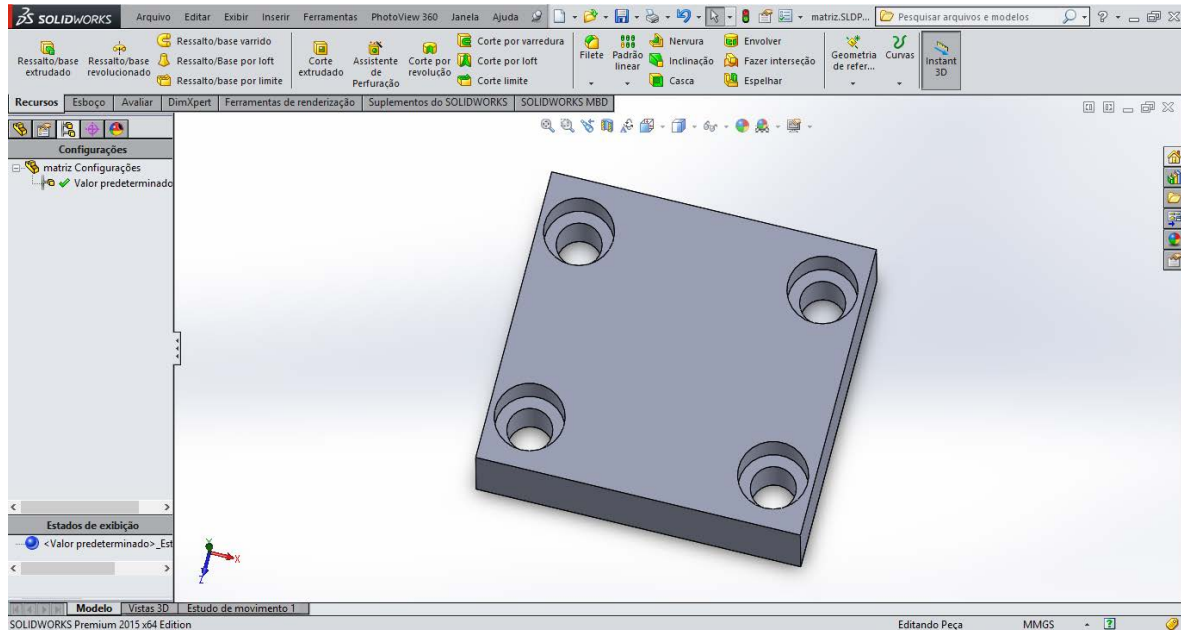 SOLIDWORKS Arquivo Editar Exibir Inserir Ferramentas PhotoView 360 Janela Ajuda matriz.SLDP... Pesquisar arquivos e modelos
Ressalto/base extrudado
Ressalto/base revolucionado
Ressalto/base varrido
Ressalto/base por loft
Ressalto/base por limite
Corte extrudado
Assistente de Perfuração
Corte por revolução
Corte por varredura
Corte por loft
Corte limite
Filete
Padrão linear
Nervura
Inclinação
Casca
Envolver
Fazer interseção
Espelhar
Geometria de refer...
Curvas
Instant 3D
Recursos Esboço Avaliar DimXpert Ferramentas de renderização Suplementos do SOLIDWORKS SOLIDWORKS MBD
Configurações
matriz Configurações
Valor predeterminado
Estados de exibição
<Valor predeterminado>_Est
Y
X
Z
Modelo Vistas 3D Estudo de movimento 1
SOLIDWORKS Premium 2015 x64 Edition Editando Peça MMGS